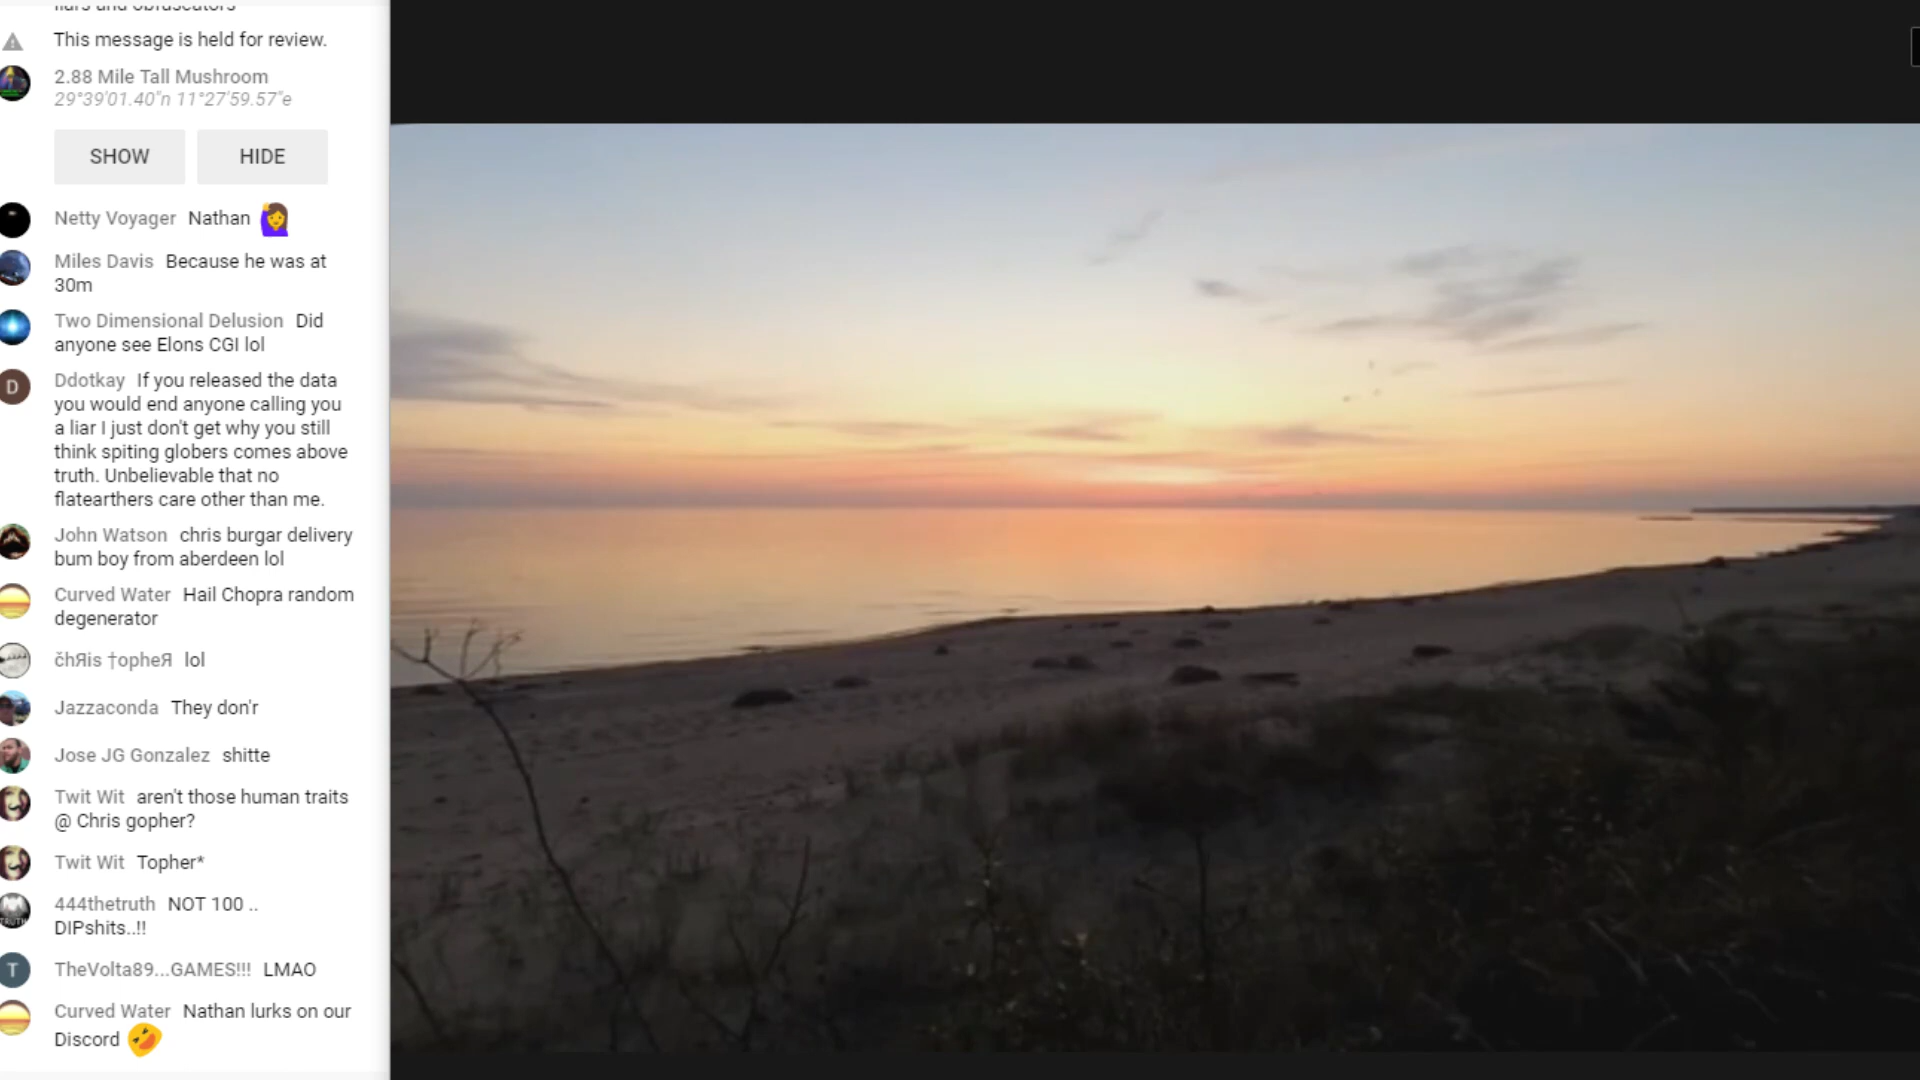 liars and obfuscators
This message is held for review.
2.88 Mile Tall Mushroom
29°39'01.40"n 11°27'59.57"e
SHOW HIDE
Netty Voyager Nathan
Miles Davis Because he was at
30m
Two Dimensional Delusion Did
anyone see Elons CGI lol
D
Ddotkay If you released the data
you would end anyone calling you
a liar I just don't get why you still
think spiting globers comes above
truth. Unbelievable that no
flatearthers care other than me.
John Watson chris burgar delivery
bum boy from aberdeen lol
Curved Water Hail Chopra random
degenerator
čhЯis †opheЯ lol
Jazzaconda They don'r
Jose JG Gonzalez shitte
Twit Wit aren't those human traits
@ Chris gopher?
Twit Wit Topher*
444thetruth NOT 100 ..
DIPshits..!!
T
TheVolta89...GAMES!!! LMAO
Curved Water Nathan lurks on our
Discord